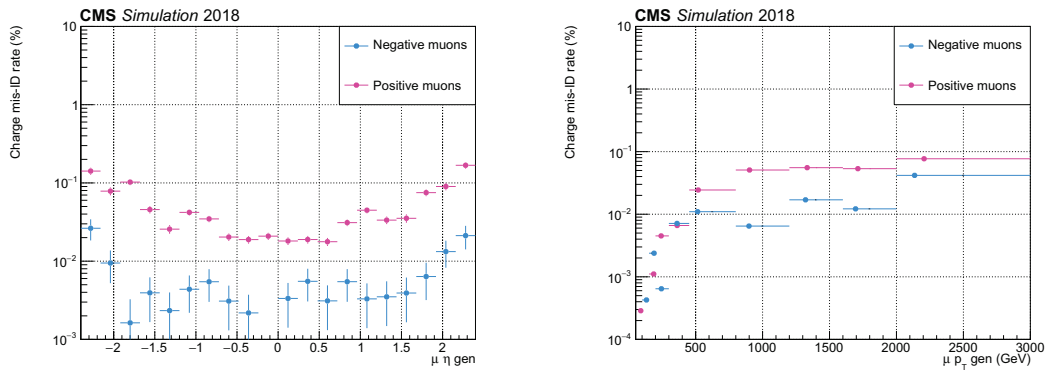 CMS Simulation 2018
Charge mis-ID rate (%)
10
1
10⁻¹
10⁻²
10⁻³
Negative muons
Positive muons
−2 −1.5 −1 −0.5 0 0.5 1 1.5 2
μ η gen
CMS Simulation 2018
Charge mis-ID rate (%)
10
1
10⁻¹
10⁻²
10⁻³
10⁻⁴
Negative muons
Positive muons
500 1000 1500 2000 2500 3000
μ p_T gen (GeV)